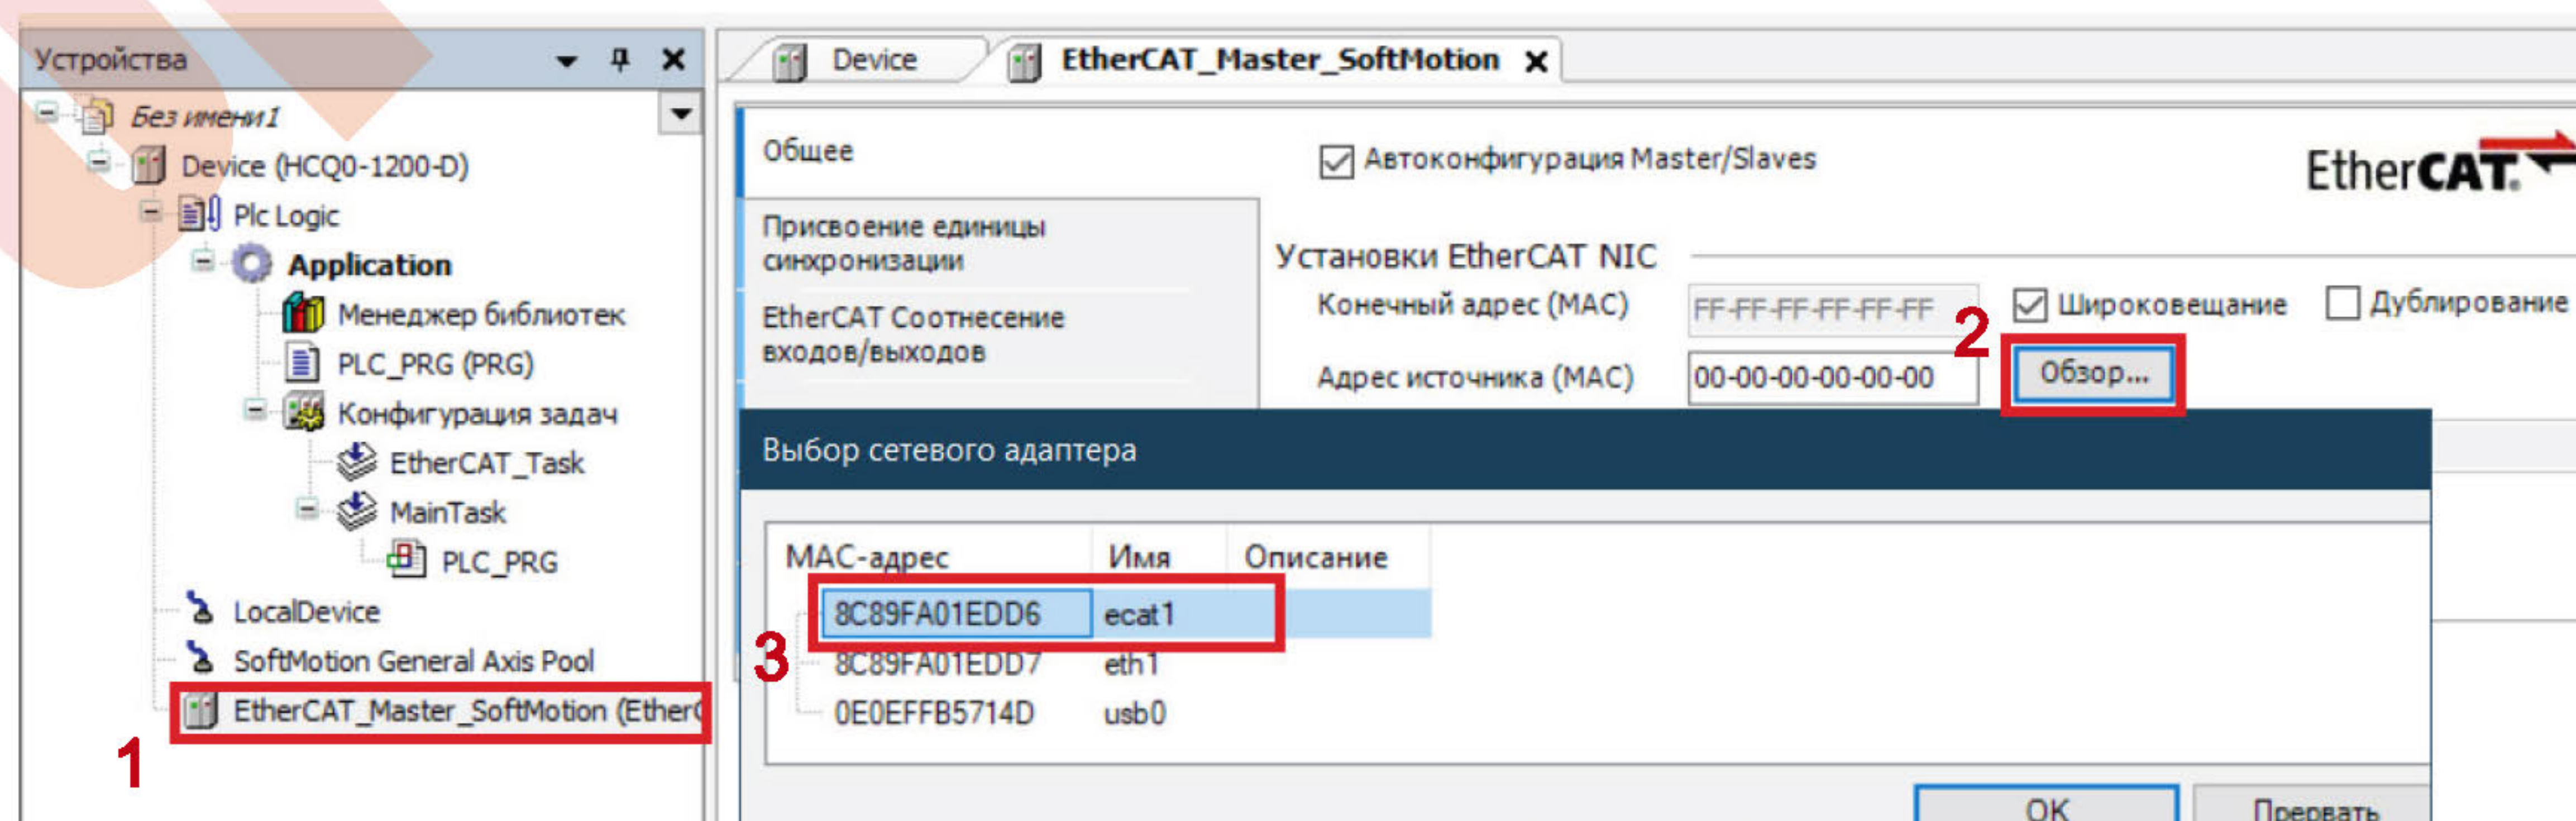 Устройства
Без имени1
Device (HCQ0-1200-D)
Plc Logic
Application
Менеджер библиотек
PLC_PRG (PRG)
Конфигурация задач
EtherCAT_Task
MainTask
PLC_PRG
LocalDevice
SoftMotion General Axis Pool
EtherCAT_Master_SoftMotion (EtherC
1
Device
EtherCAT_Master_SoftMotion
Общее
Присвоение единицы
синхронизации
EtherCAT Соотнесение
входов/выходов
Автоконфигурация Master/Slaves
EtherCAT.
Установки EtherCAT NIC
Конечный адрес (MAC) FF-FF-FF-FF-FF-FF Широковещание Дублирование
2
Адрес источника (MAC) 00-00-00-00-00-00 Обзор...
Выбор сетевого адаптера
MAC-адрес Имя Описание
8C89FA01EDD6 ecat1
3
8C89FA01EDD7 eth1
0E0EFFB5714D usb0
OK Прервать